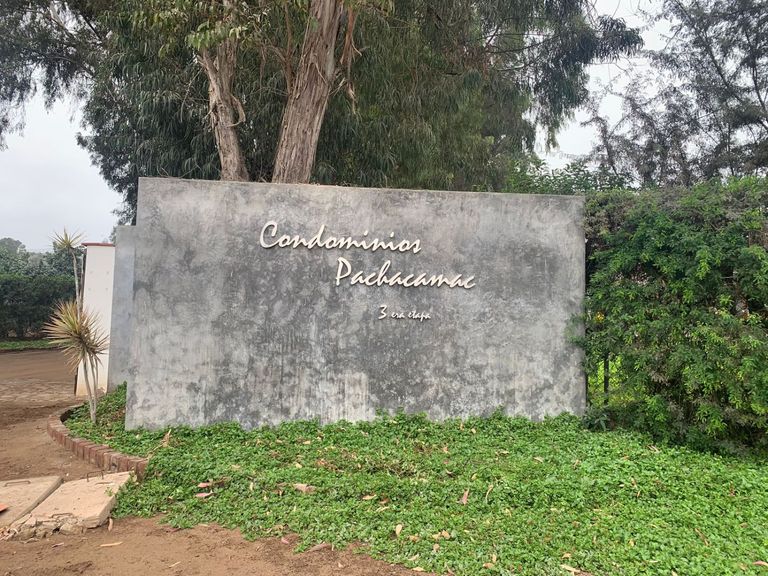 Condominios
Pachacamac
3 era etapa